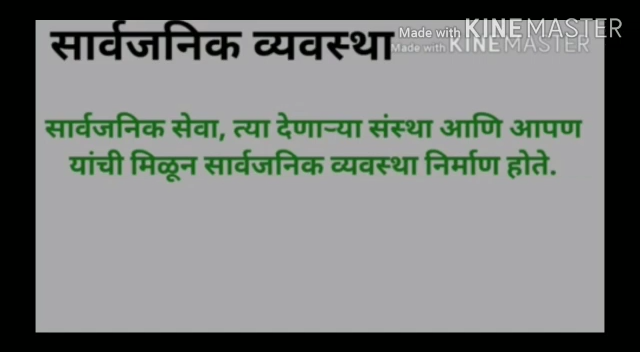 सार्वजनिक व्यवस्था
Made with KINEMASTER
Made with KINEMASTER
सार्वजनिक सेवा, त्या देणाऱ्या संस्था आणि आपण
यांची मिळून सार्वजनिक व्यवस्था निर्माण होते.